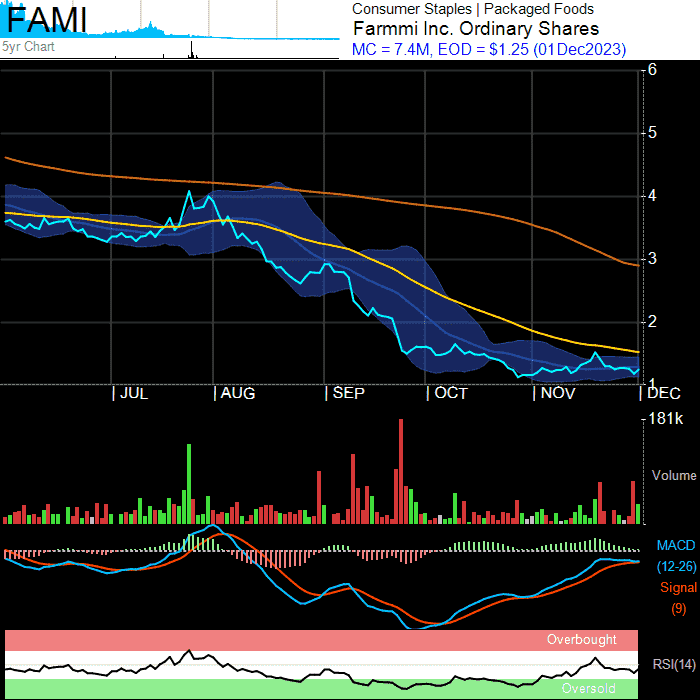 FAMI
5yr Chart
Consumer Staples | Packaged Foods
Farmmi Inc. Ordinary Shares
MC = 7.4M, EOD = $1.25 (01Dec2023)
6
5
4
3
2
1
JUL AUG SEP OCT NOV DEC
181k
Volume
MACD
(12-26)
Signal
(9)
Overbought
RSI(14)
Oversold